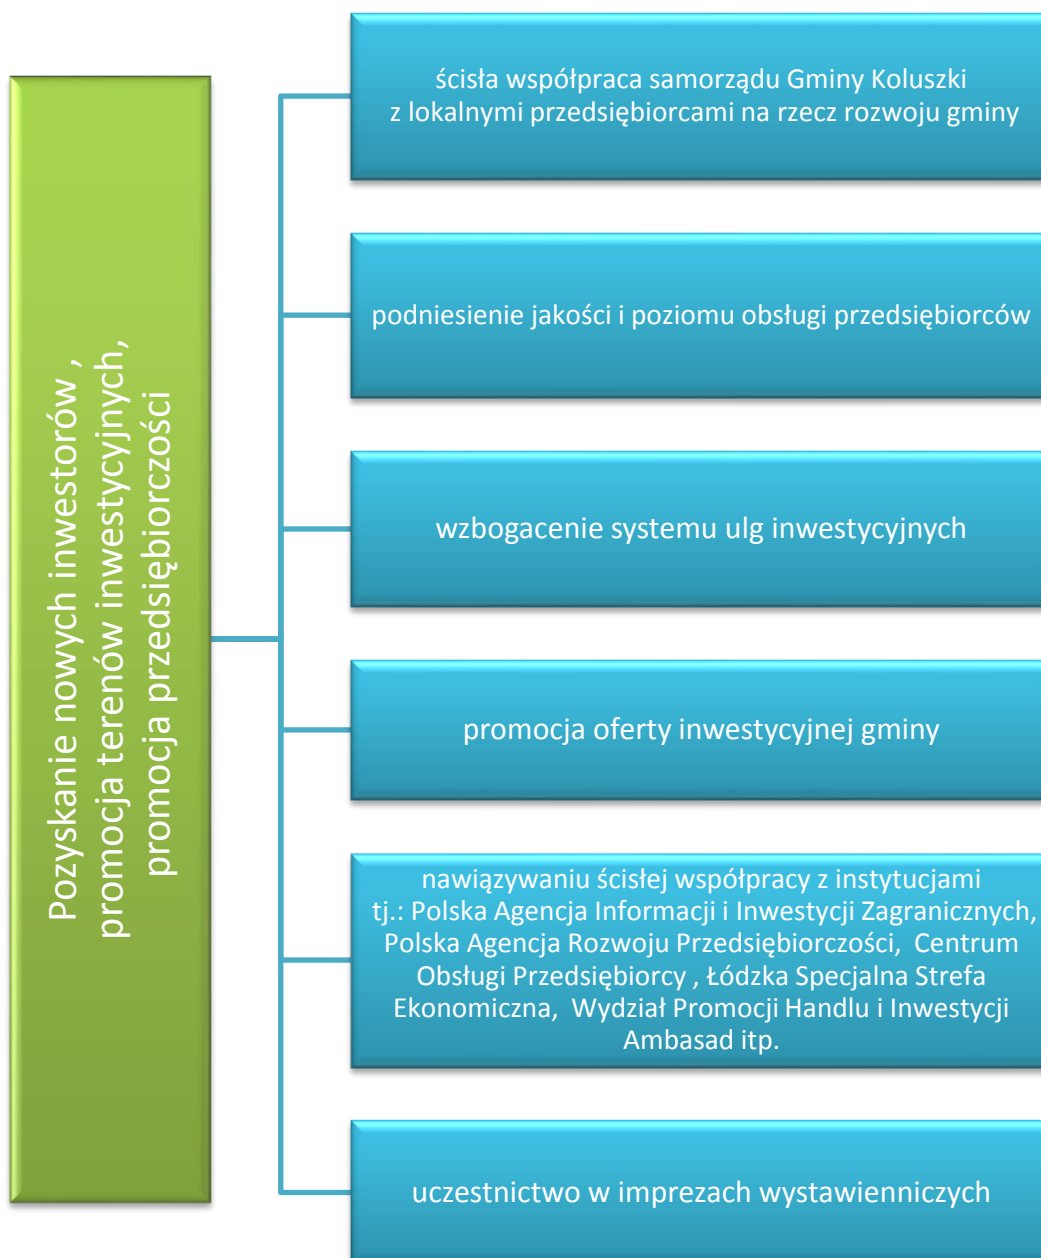 Pozyskanie nowych inwestorów ,
promocja terenów inwestycyjnych,
promocja przedsiębiorczości
ścisła współpraca samorządu Gminy Koluszki
z lokalnymi przedsiębiorcami na rzecz rozwoju gminy
podniesienie jakości i poziomu obsługi przedsiębiorców
wzbogacenie systemu ulg inwestycyjnych
promocja oferty inwestycyjnej gminy
nawiązywaniu ścisłej współpracy z instytucjami
tj.: Polska Agencja Informacji i Inwestycji Zagranicznych,
Polska Agencja Rozwoju Przedsiębiorczości, Centrum
Obsługi Przedsiębiorcy , Łódzka Specjalna Strefa
Ekonomiczna, Wydział Promocji Handlu i Inwestycji
Ambasad itp.
uczestnictwo w imprezach wystawienniczych